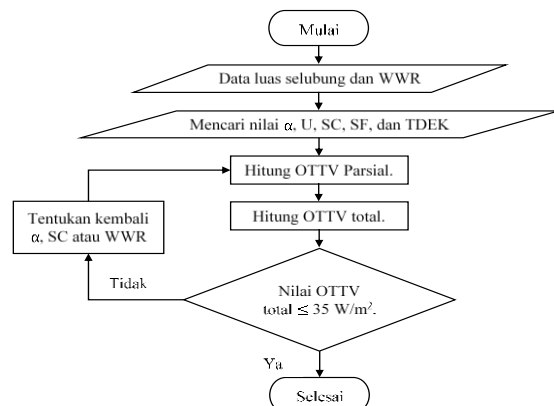 Mulai
Data luas selubung dan WWR
Mencari nilai α, U, SC, SF, dan TDEK
Hitung OTTV Parsial.
Tentukan kembali
α, SC atau WWR
Hitung OTTV total.
Tidak
Nilai OTTV
total ≤ 35 W/m².
Ya
Selesai